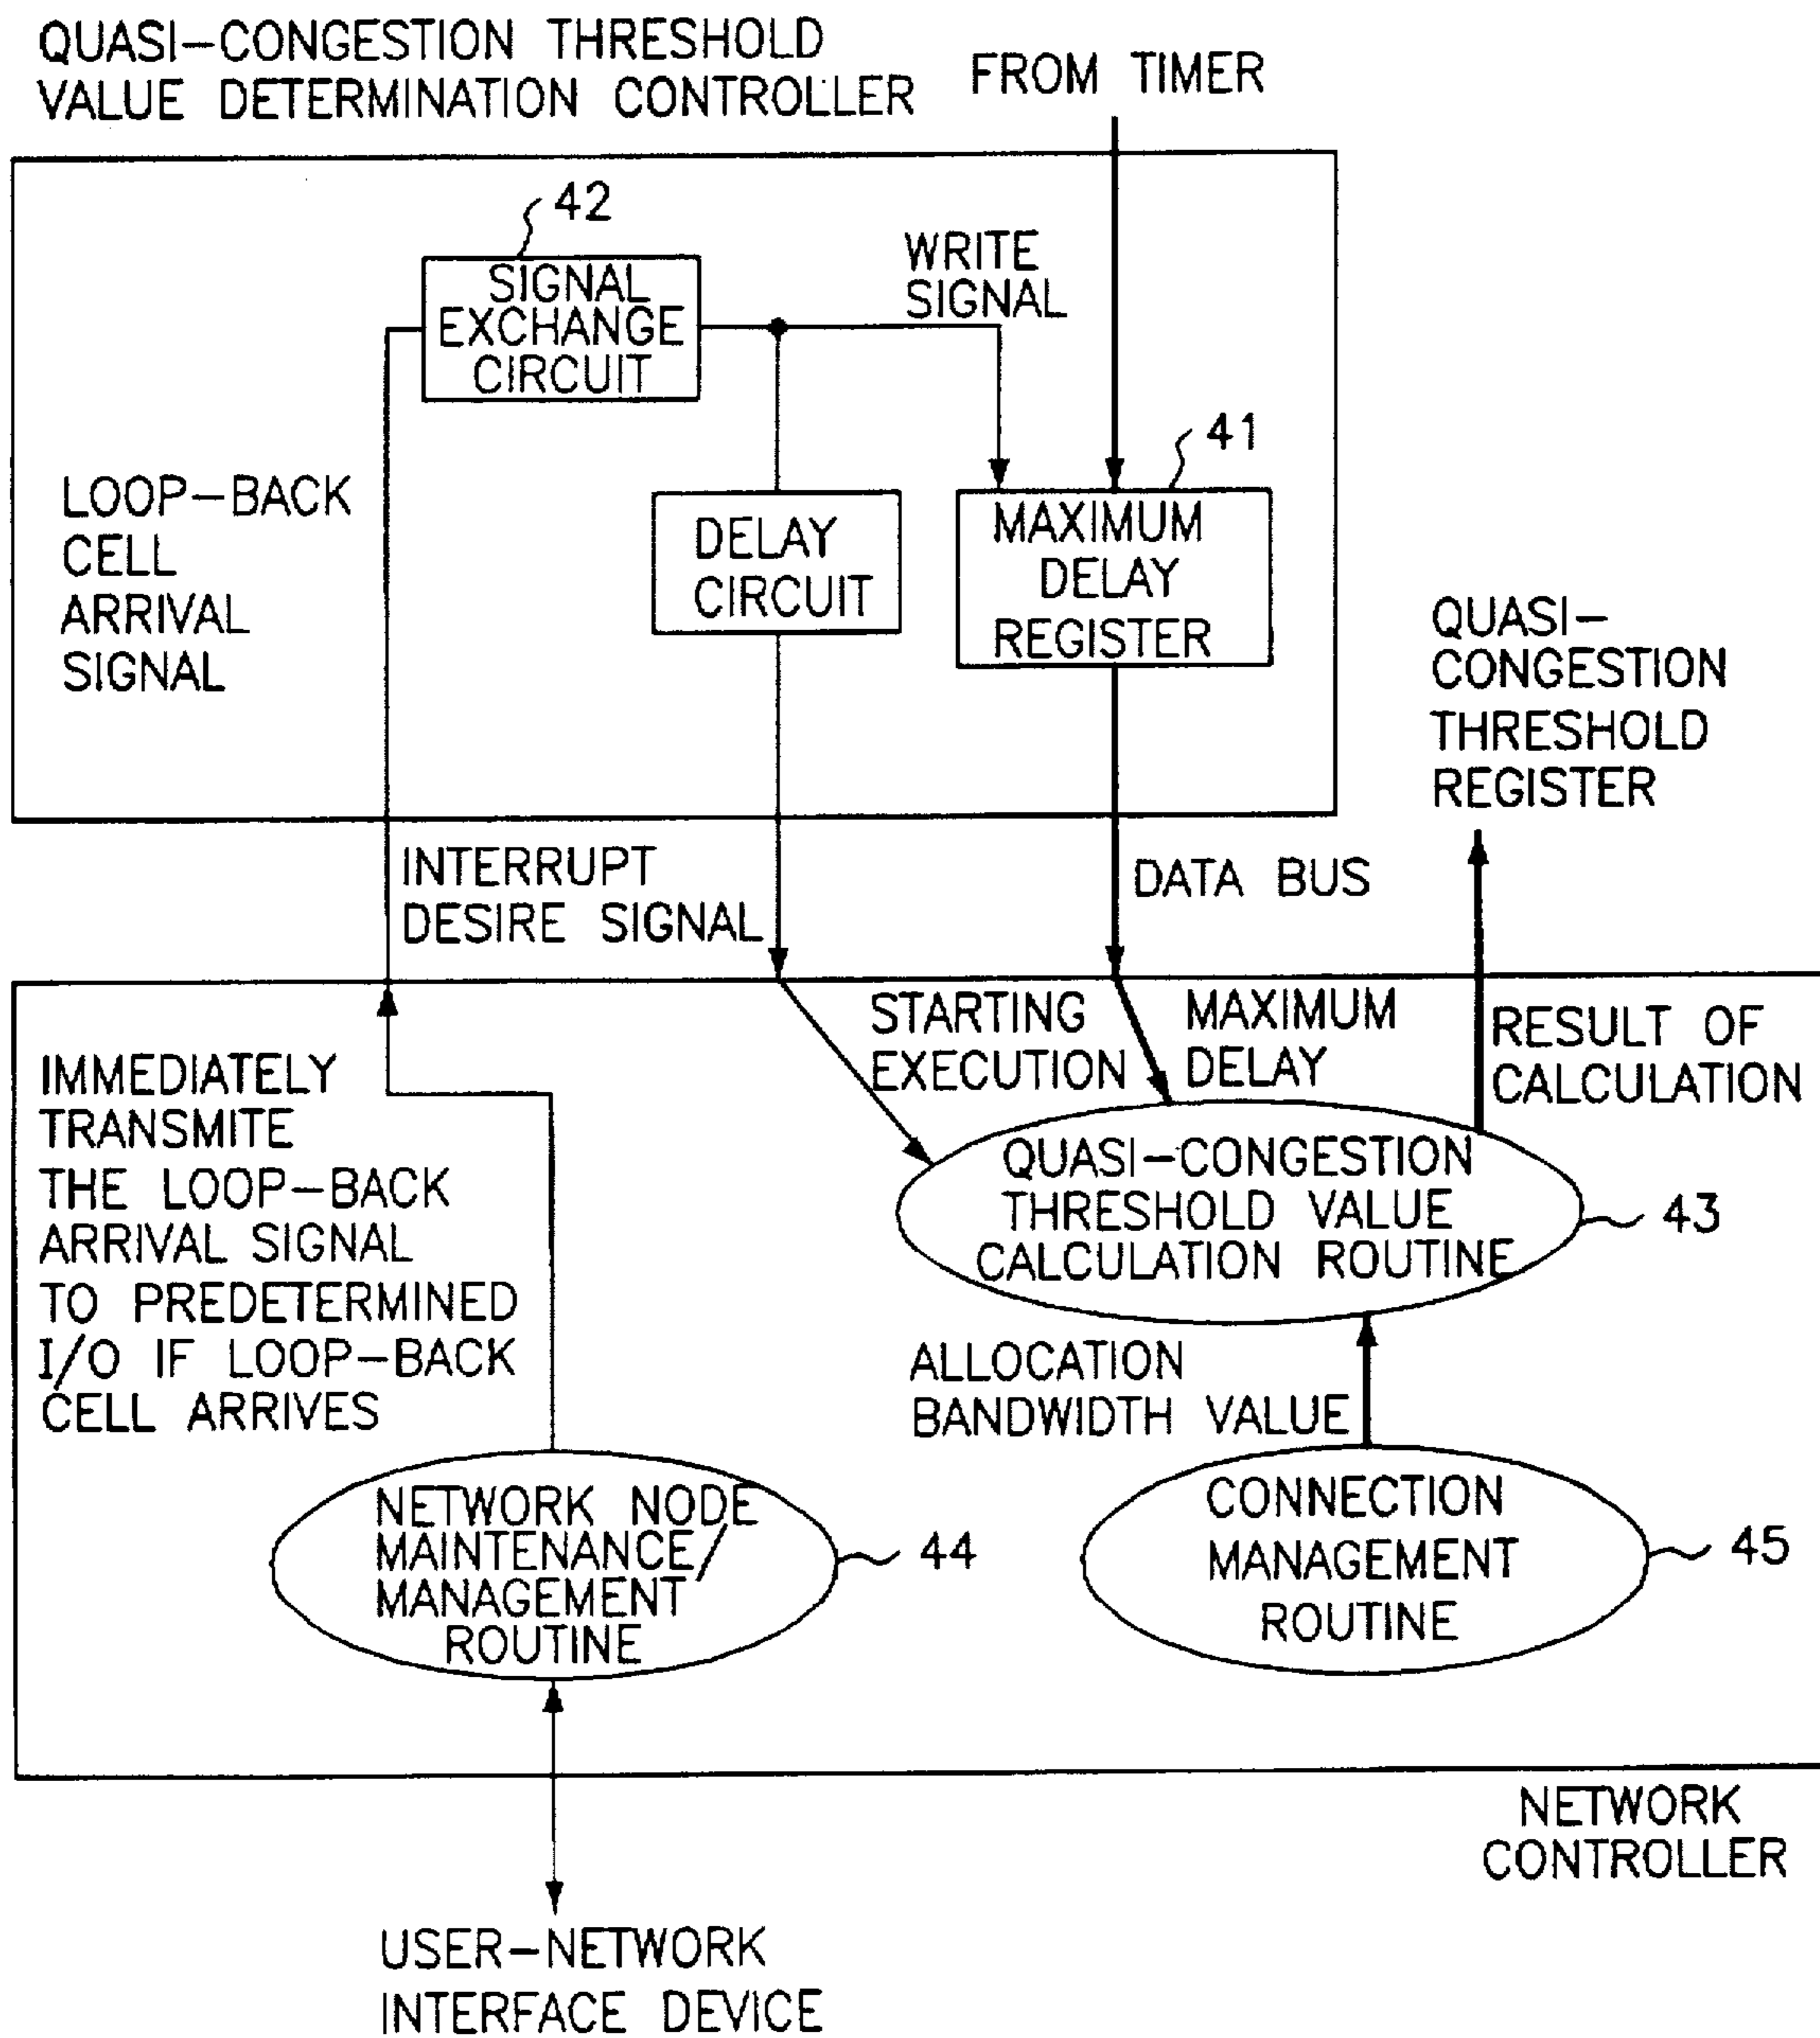 QUASI-CONGESTION THRESHOLD
VALUE DETERMINATION CONTROLLER
FROM TIMER
42
SIGNAL
EXCHANGE
CIRCUIT
WRITE
SIGNAL
41
LOOP-BACK
CELL
ARRIVAL
SIGNAL
DELAY
CIRCUIT
MAXIMUM
DELAY
REGISTER
QUASI-
CONGESTION
THRESHOLD
REGISTER
INTERRUPT
DESIRE SIGNAL
DATA BUS
STARTING
EXECUTION
MAXIMUM
DELAY
RESULT OF
CALCULATION
IMMEDIATELY
TRANSMITE
THE LOOP-BACK
ARRIVAL SIGNAL
TO PREDETERMINED
I/O IF LOOP-BACK
CELL ARRIVES
QUASI-CONGESTION
THRESHOLD VALUE
CALCULATION ROUTINE
43
ALLOCATION
BANDWIDTH VALUE
NETWORK NODE
MAINTENANCE/
MANAGEMENT
ROUTINE
44
CONNECTION
MANAGEMENT
ROUTINE
45
NETWORK
CONTROLLER
USER-NETWORK
INTERFACE DEVICE